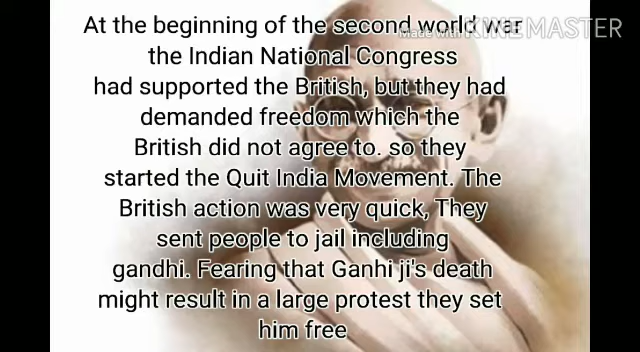 At the beginning of the second world war
Made with KINEMASTER
the Indian National Congress
had supported the British, but they had
demanded freedom which the
British did not agree to. so they
started the Quit India Movement. The
British action was very quick, They
sent people to jail including
gandhi. Fearing that Ganhi ji's death
might result in a large protest they set
him free